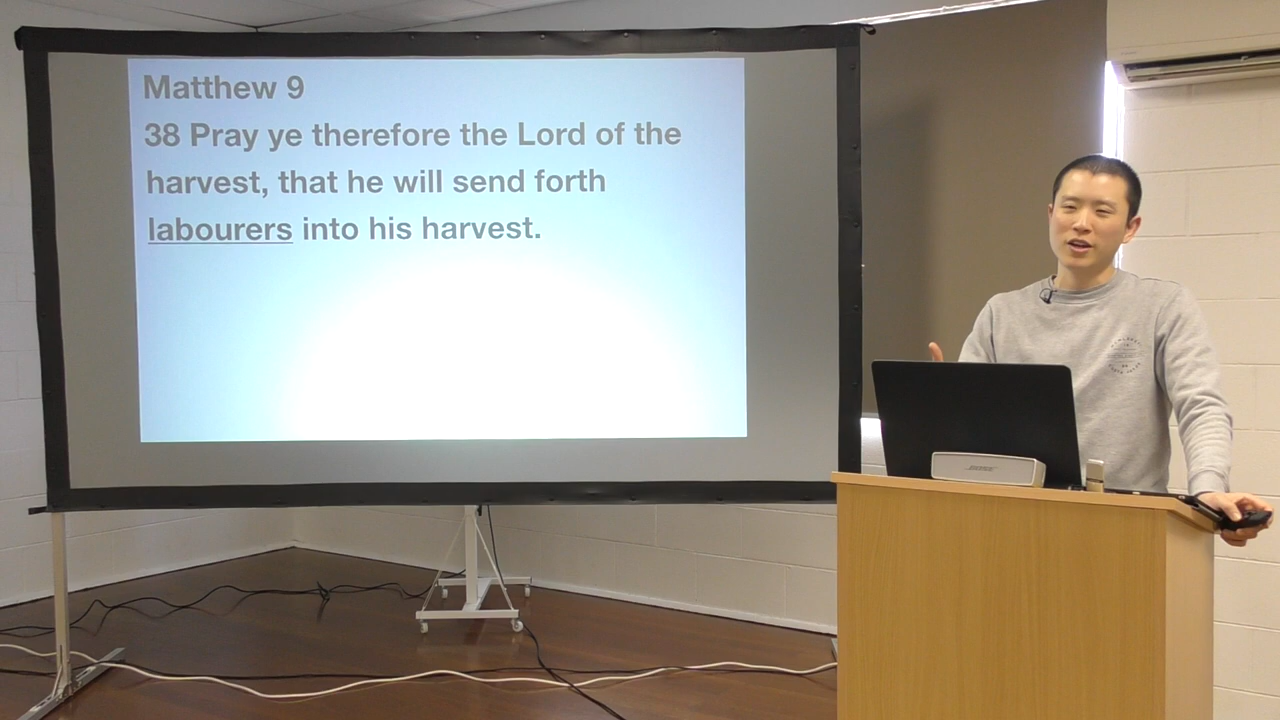 Matthew 9
38 Pray ye therefore the Lord of the
harvest, that he will send forth
labourers into his harvest.